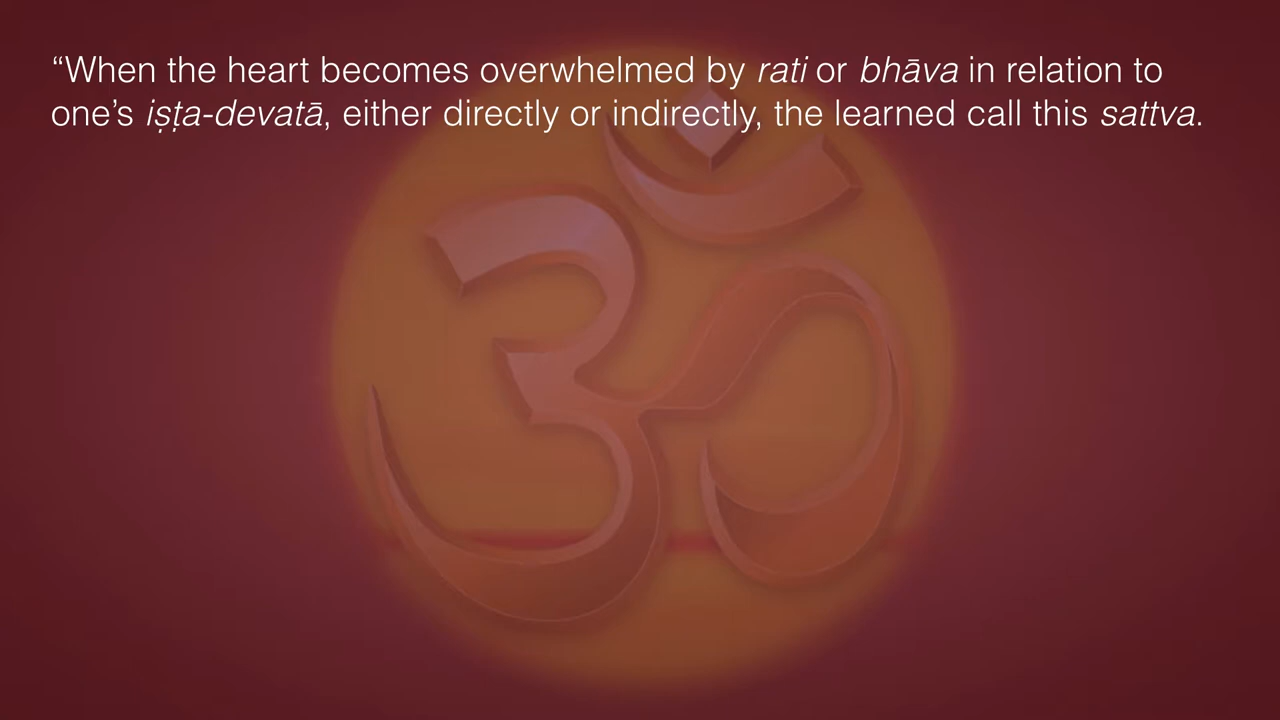 “When the heart becomes overwhelmed by rati or bhāva in relation to
one’s iṣṭa-devatā, either directly or indirectly, the learned call this sattva.
ॐ